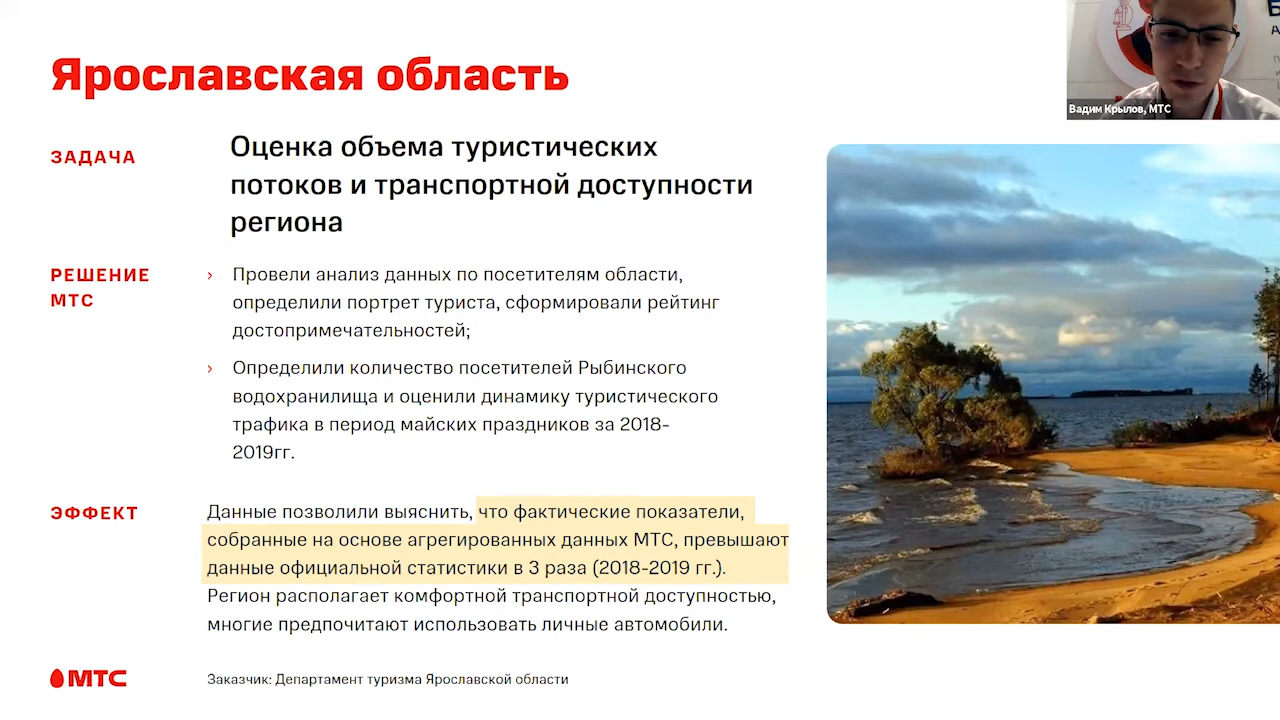 Ярославская область
Вадим Крылов, МТС
ЗАДАЧА
Оценка объема туристических
потоков и транспортной доступности
региона
РЕШЕНИЕ
МТС
› Провели анализ данных по посетителям области,
определили портрет туриста, сформировали рейтинг
достопримечательностей;
› Определили количество посетителей Рыбинского
водохранилища и оценили динамику туристического
трафика в период майских праздников за 2018-
2019гг.
ЭФФЕКТ
Данные позволили выяснить, что фактические показатели,
собранные на основе агрегированных данных МТС, превышают
данные официальной статистики в 3 раза (2018-2019 гг.).
Регион располагает комфортной транспортной доступностью,
многие предпочитают использовать личные автомобили.
МТС
Заказчик: Департамент туризма Ярославской области